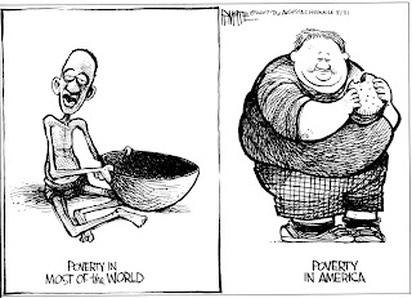 POVERTY IN
MOST OF the WORLD
POVERTY
IN AMERICA